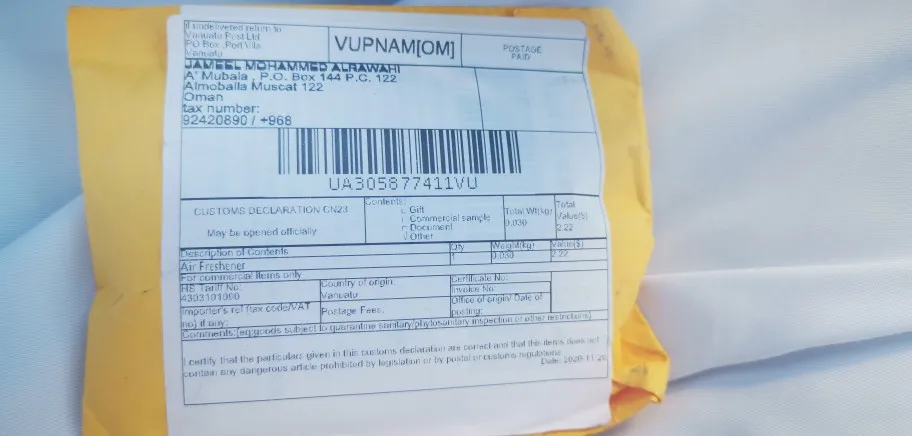 If undelivered return to
Vanuatu Post Ltd
PO Box ,Port Vila
Vanuatu
VUPNAM[OM]
POSTAGE
PAID
JAMEEL MOHAMMED ALRAWAHI
A' Mubala , P.O. Box 144 P.C. 122
Almoballa Muscat 122
Oman
tax number:
92420890 / +968
UA305877411VU
CUSTOMS DECLARATION CN23
May be opened officially
Contents:
Gift
Commercial sample
Document
√ Other
Total Wt(kg)
0.030
Total
Value($)
2.22
Description of Contents
Qty
Weight(kg)
Value($)
Air Freshener
1
0.030
2.22
For commercial items only
HS Tariff No:
4303101090
Country of origin:
Vanuatu
Certificate No:
Invoice No:
Importer's ref (tax code/VAT
no) if any:
Postage Fees:
Office of origin/ Date of
posting:
Comments:(eg:goods subject to quarantine sanitary/phytosanitary inspection or other restrictions)
I certify that the particulars given in this customs declaration are correct and that this items does not
contain any dangerous article prohibited by legislation or by postal or customs regulations
Date: 2020-11-20